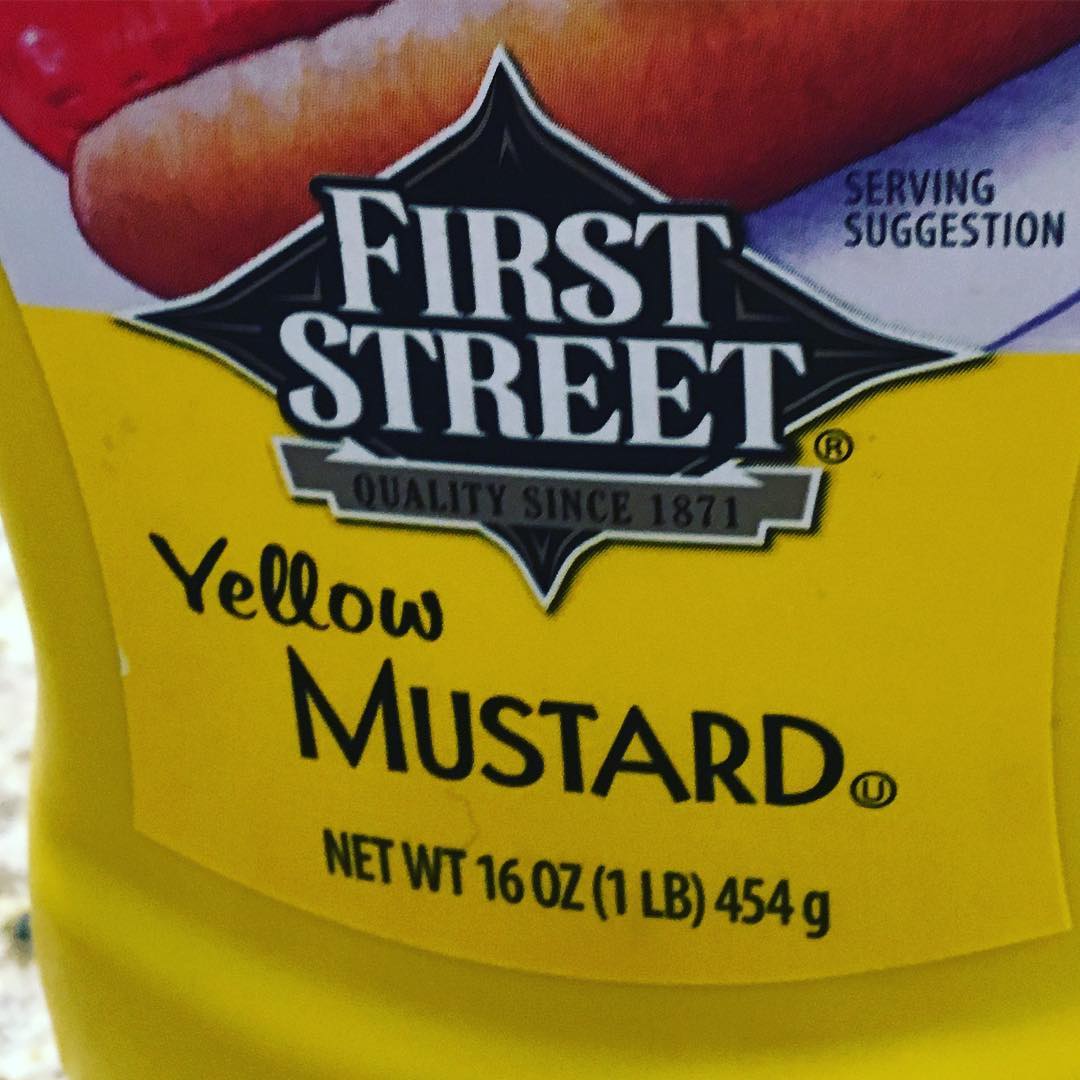 SERVING
SUGGESTION
FIRST
STREET®
QUALITY SINCE 1871
Yellow
MUSTARD Ⓤ
NET WT 16 OZ (1 LB) 454 g